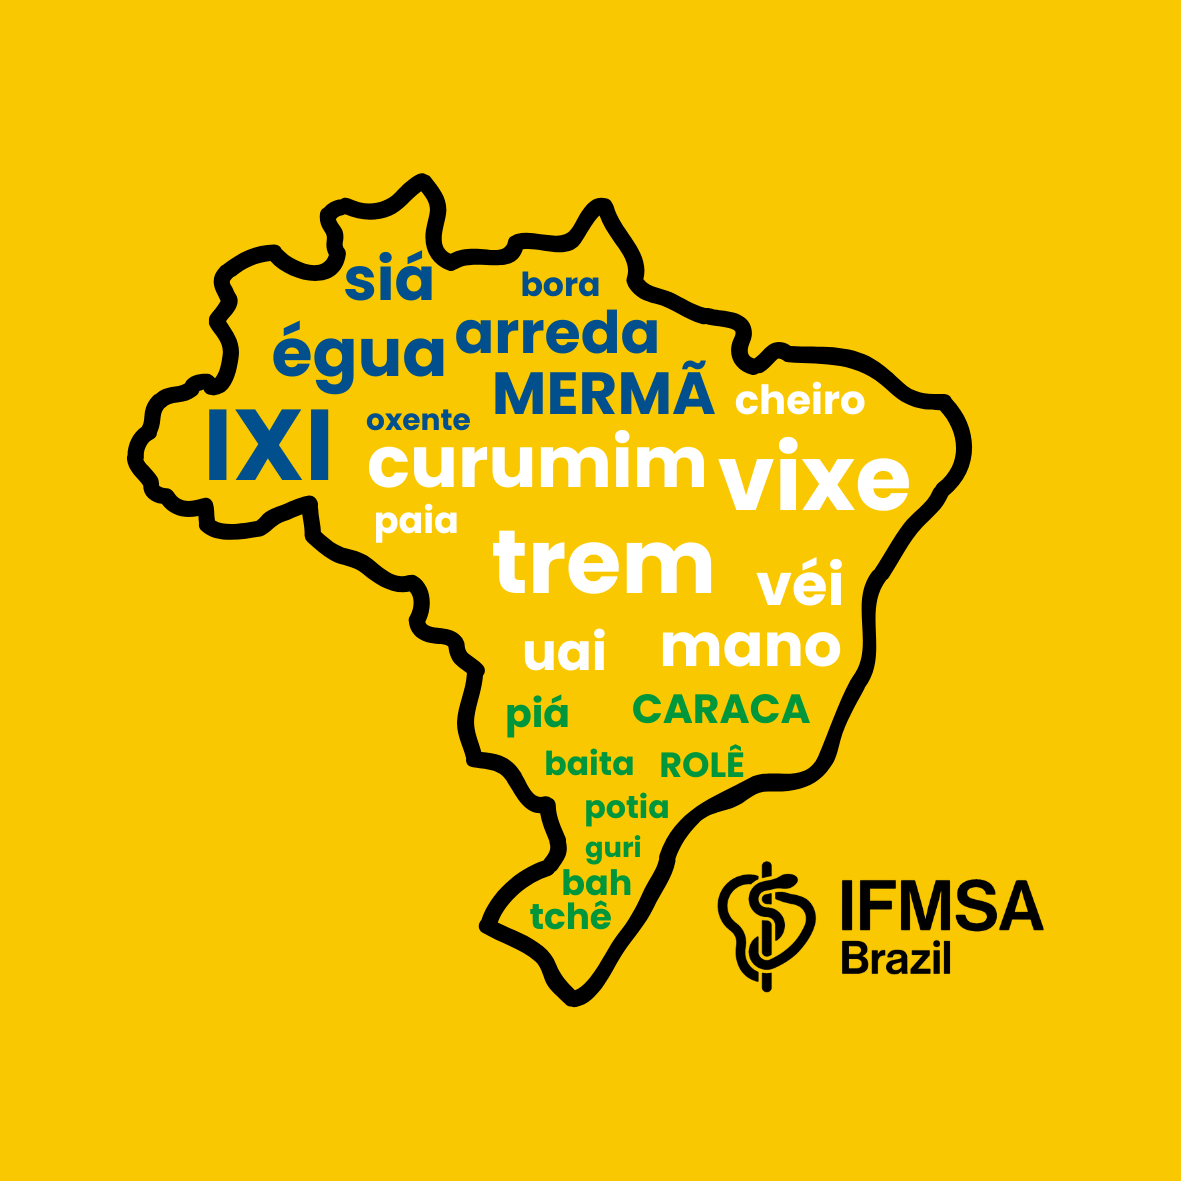 siá
bora
égua
arreda
MERMÃ
cheiro
IXI
oxente
curumim
vixe
paia
trem
véi
uai
mano
piá
CARACA
baita
ROLÊ
potia
guri
bah
tchê
IFMSA
Brazil